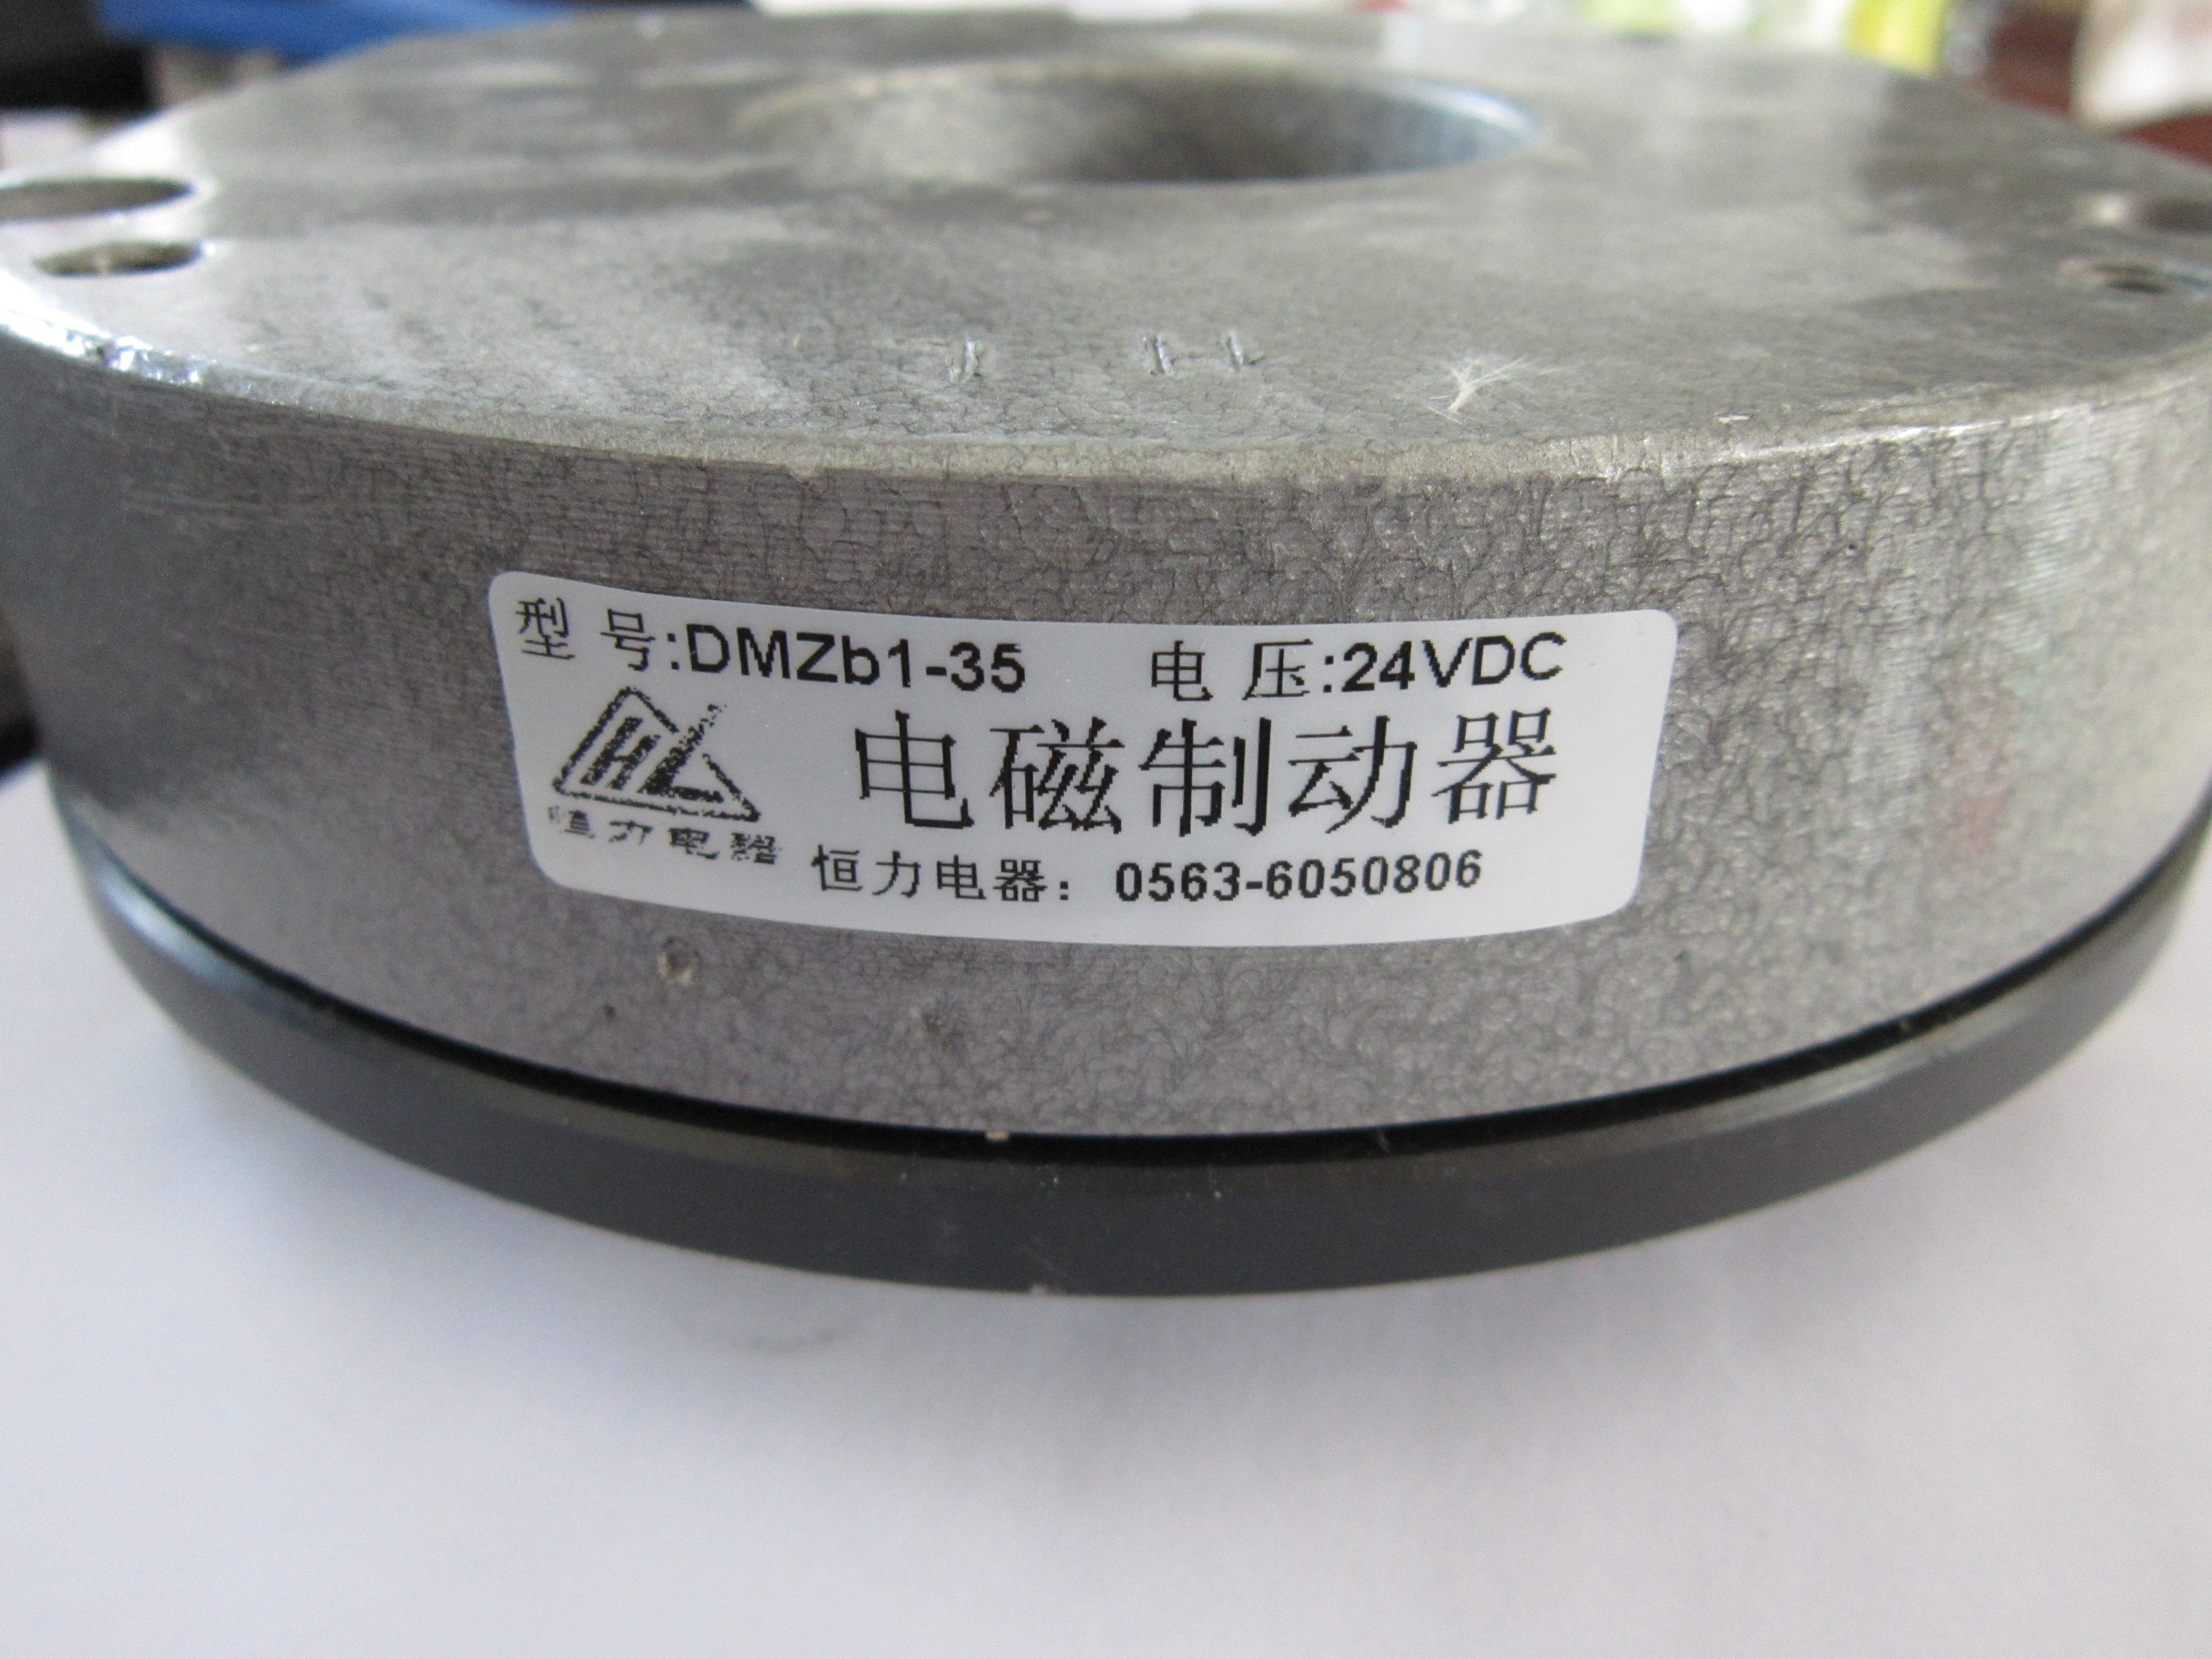 型 号:DMZb1-35 电 压:24VDC
HL
电磁制动器
恒力电器
恒力电器：0563-6050806